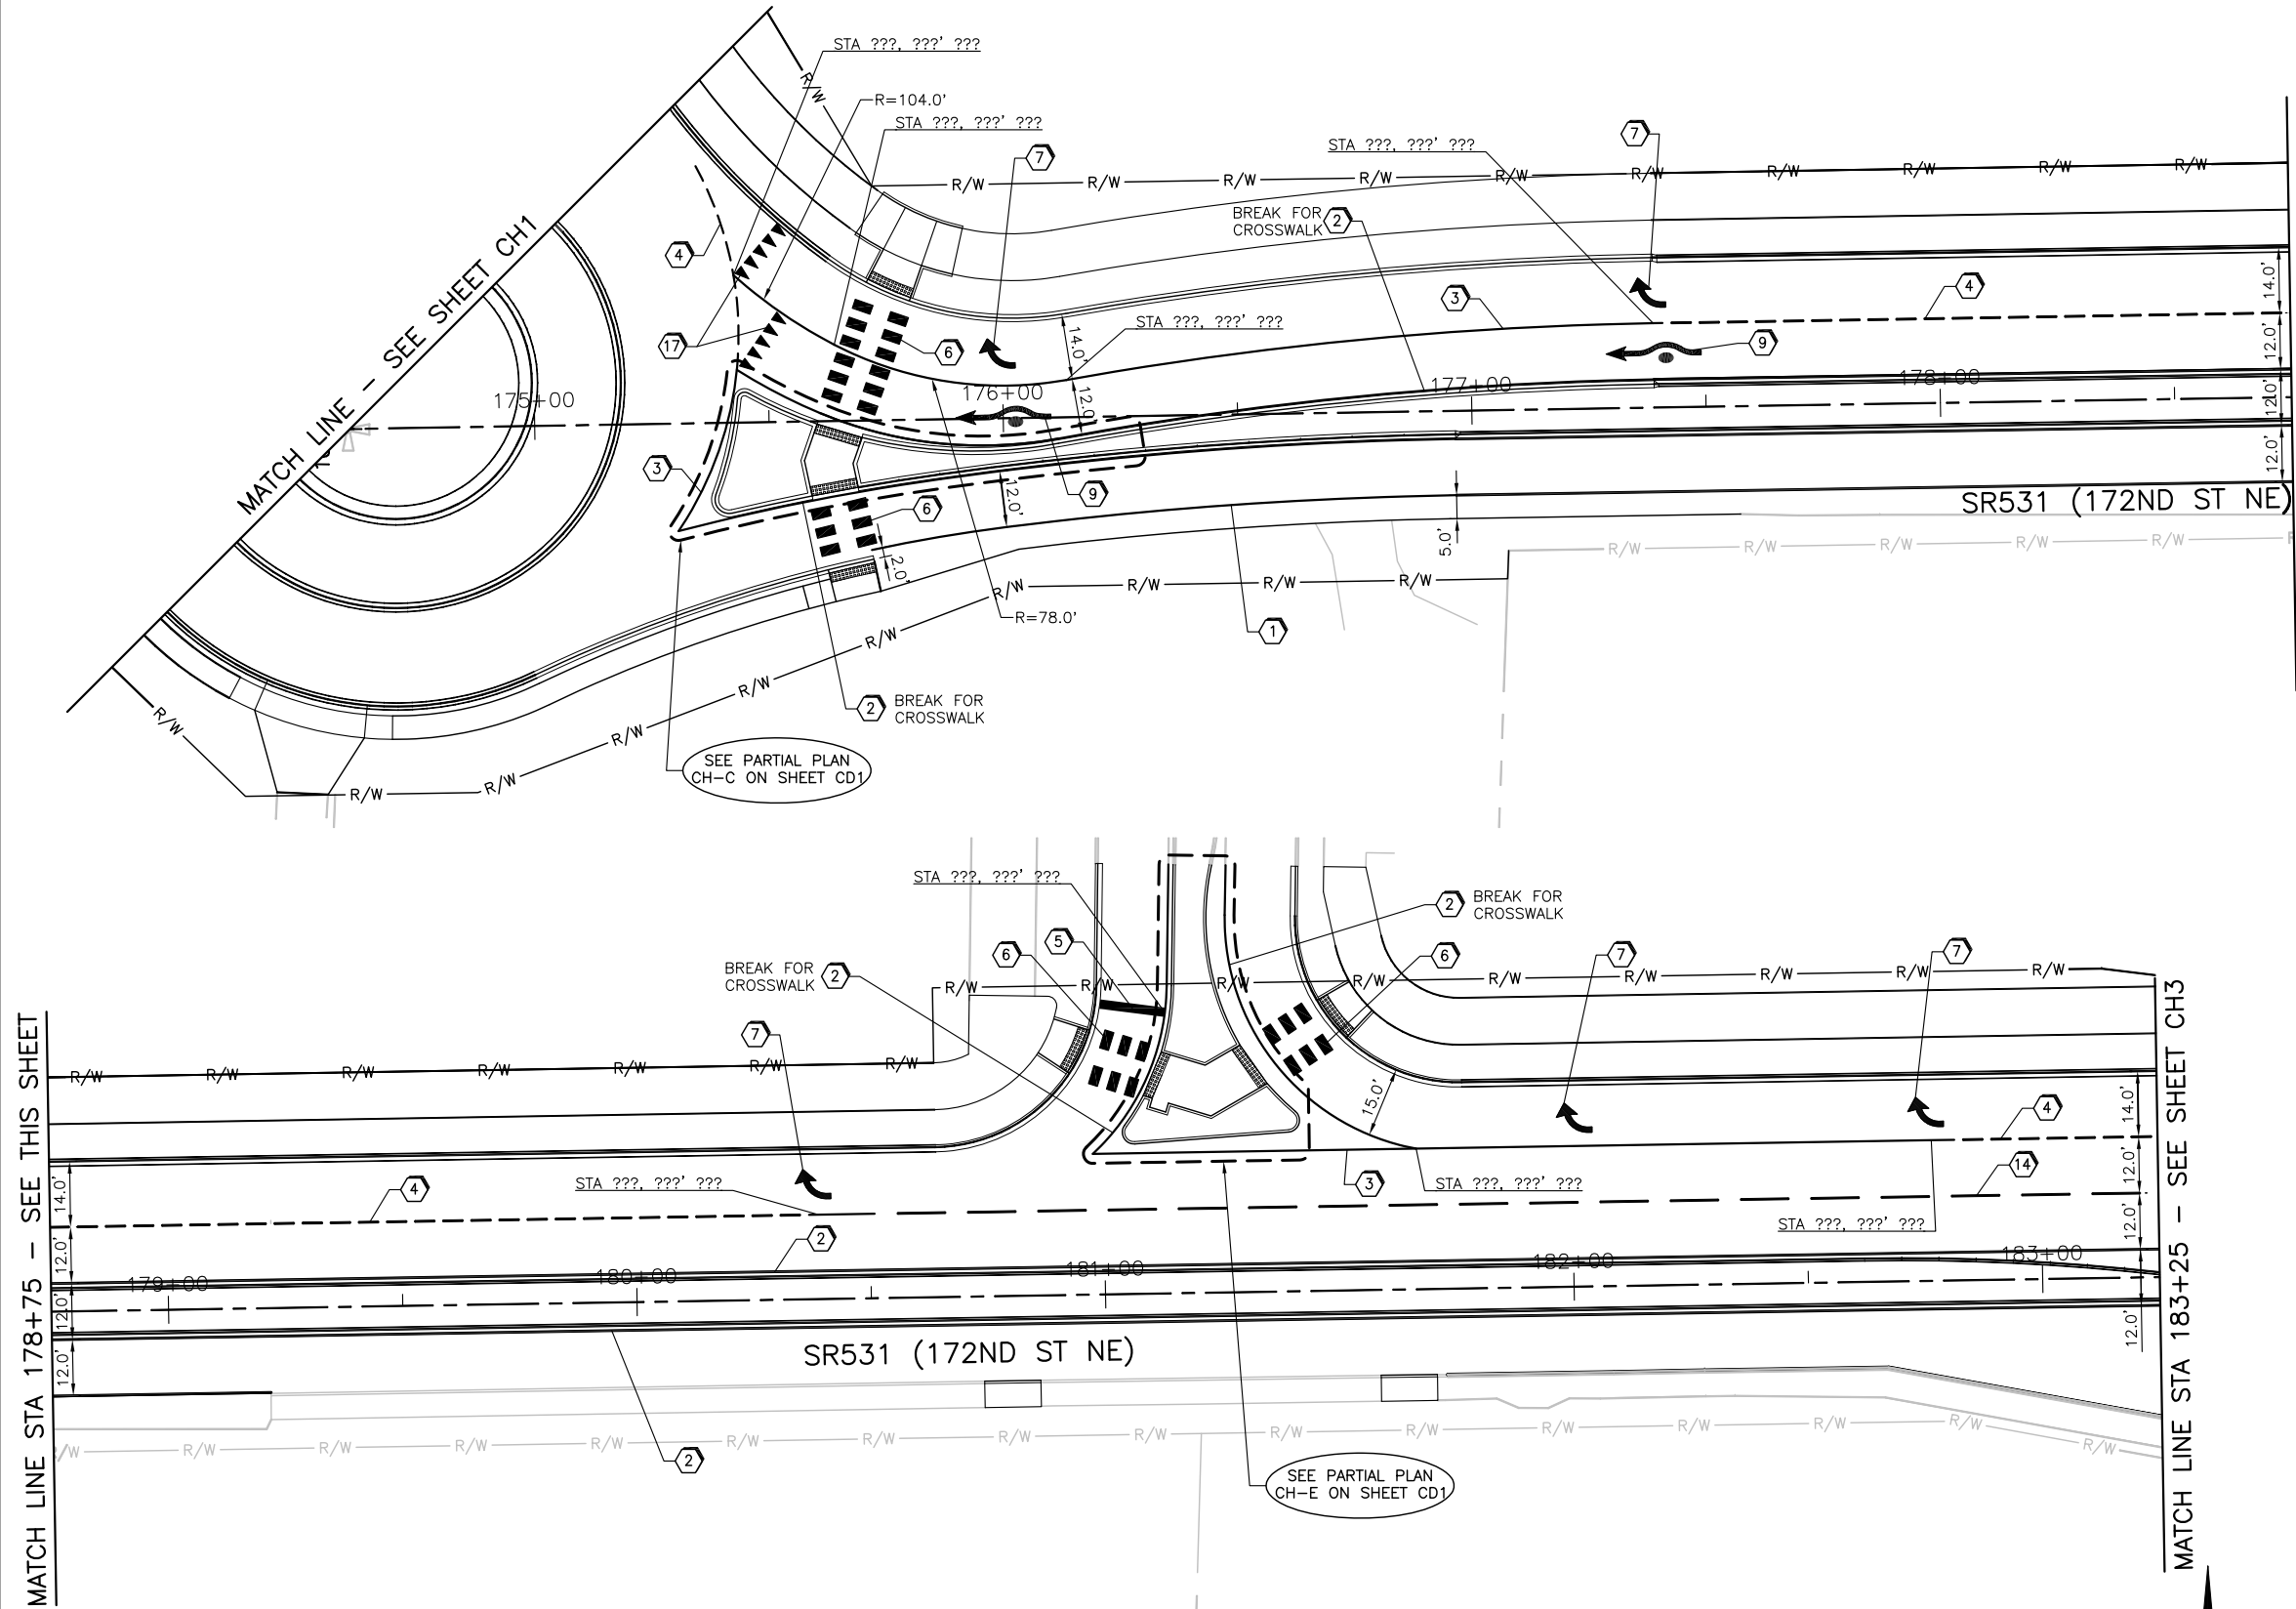 STA ???, ???' ???
R=104.0'
STA ???, ???' ???
7
7
STA ???, ???' ???
R/W
R/W R/W R/W R/W R/W R/W R/W R/W R/W R/W
BREAK FOR
CROSSWALK
2
4
3
4
14.0'
MATCH LINE - SEE SHEET CH1
17
6
14.0'
STA ???, ???' ???
9
12.0'
175+00
176+00
177+00
178+00
12.0'
12.0'
3
9
12.0'
12.0'
6
SR531 (172ND ST NE)
5.0'
2.0'
R/W R/W R/W R/W R/W
R/W R/W R/W R/W
R=78.0'
1
R/W
R/W
R/W
R/W
R/W
R/W
R/W
2
BREAK FOR
CROSSWALK
SEE PARTIAL PLAN
CH-C ON SHEET CD1
STA ???, ???' ???
2
BREAK FOR
CROSSWALK
6
5
6
7
7
BREAK FOR
CROSSWALK
2
R/W R/W R/W R/W R/W R/W R/W R/W R/W
7
R/W R/W R/W R/W R/W R/W R/W
MATCH LINE STA 178+75 - SEE THIS SHEET
MATCH LINE STA 183+25 - SEE SHEET CH3
15.0'
4
14.0'
14.0'
4
STA ???, ???' ???
3
STA ???, ???' ???
14
12.0'
STA ???, ???' ???
2
12.0'
12.0'
179+00
180+00
181+00
182+00
183+00
12.0'
12.0'
12.0'
SR531 (172ND ST NE)
R/W R/W R/W R/W R/W R/W R/W R/W R/W R/W R/W R/W R/W R/W R/W R/W
2
SEE PARTIAL PLAN
CH-E ON SHEET CD1